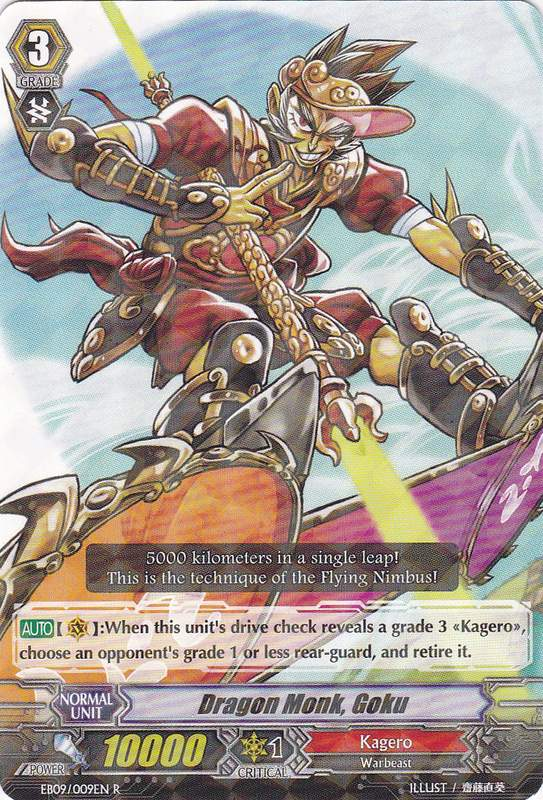 3
GRADE
5000 kilometers in a single leap!
This is the technique of the Flying Nimbus!
AUTO【 】:When this unit's drive check reveals a grade 3 «Kagero»,
choose an opponent's grade 1 or less rear-guard, and retire it.
NORMAL
UNIT
Dragon Monk, Goku
POWER
10000
1
CRITICAL
Kagero
Warbeast
EB09/009EN R
ILLUST / 齋藤直葵